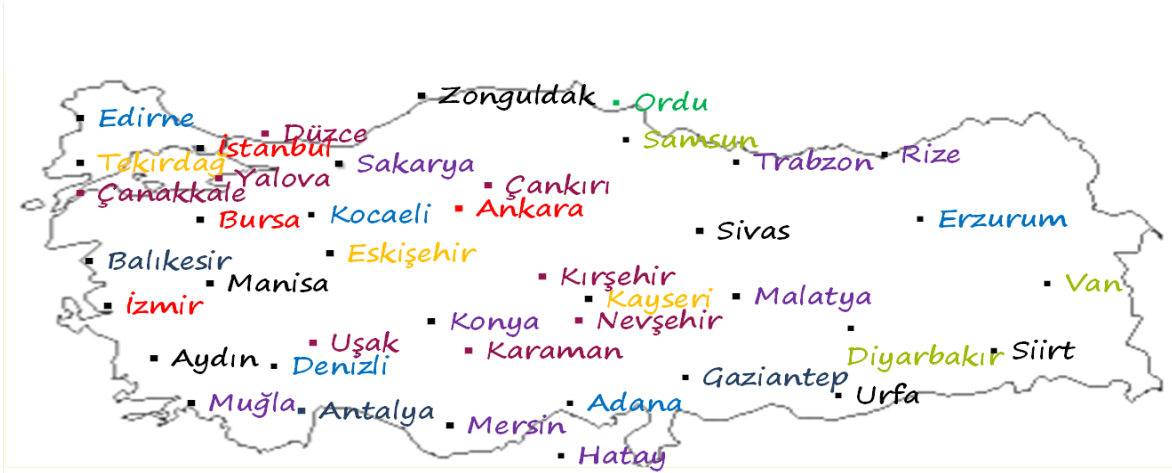 Zonguldak
Ordu
Edirne
Düzce
Samsun
İstanbul
Tekirdağ
Sakarya
Trabzon
Rize
Yalova
Çankırı
Çanakkale
Bursa
Kocaeli
Ankara
Erzurum
Sivas
Balıkesir
Eskişehir
Manisa
Kırşehir
Van
İzmir
Kayseri
Malatya
Konya
Nevşehir
Uşak
Karaman
Diyarbakır
Siirt
Aydın
Denizli
Gaziantep
Urfa
Muğla
Antalya
Adana
Mersin
Hatay